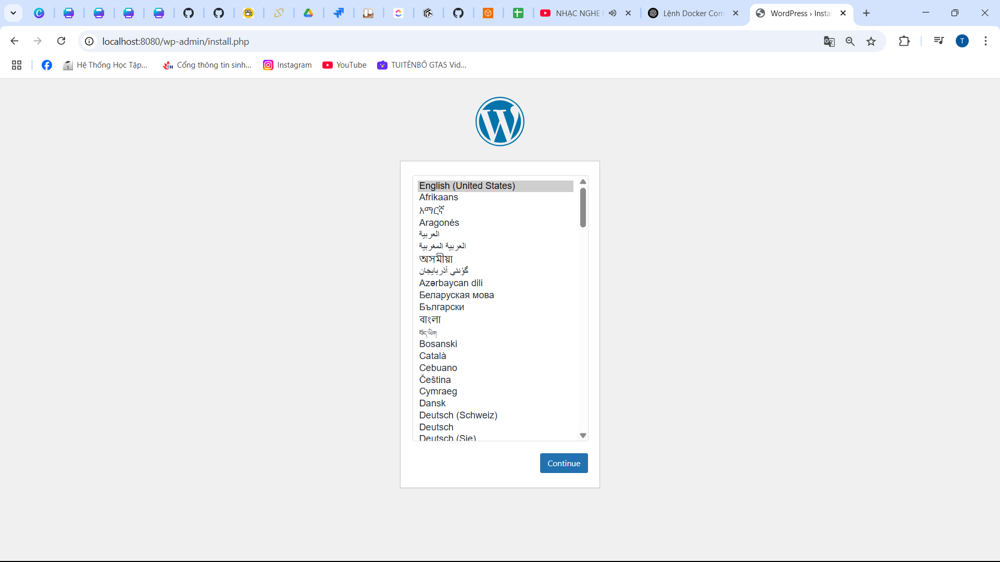 NHẠC NGHE
Lệnh Docker Com
WordPress › Instal
localhost:8080/wp-admin/install.php
T
Hệ Thống Học Tập...
Cổng thông tin sinh...
Instagram
YouTube
TUITÊNBÔ GTA5 Vid...
English (United States)
Afrikaans
አማርኛ
Aragonés
العربية
العربية المغربية
অসমীয়া
گؤنئی آذربایجان
Azərbaycan dili
Беларуская мова
Български
বাংলা
བོད་ཡིག
Bosanski
Català
Cebuano
Čeština
Cymraeg
Dansk
Deutsch (Schweiz)
Deutsch
Deutsch (Sie)
Continue